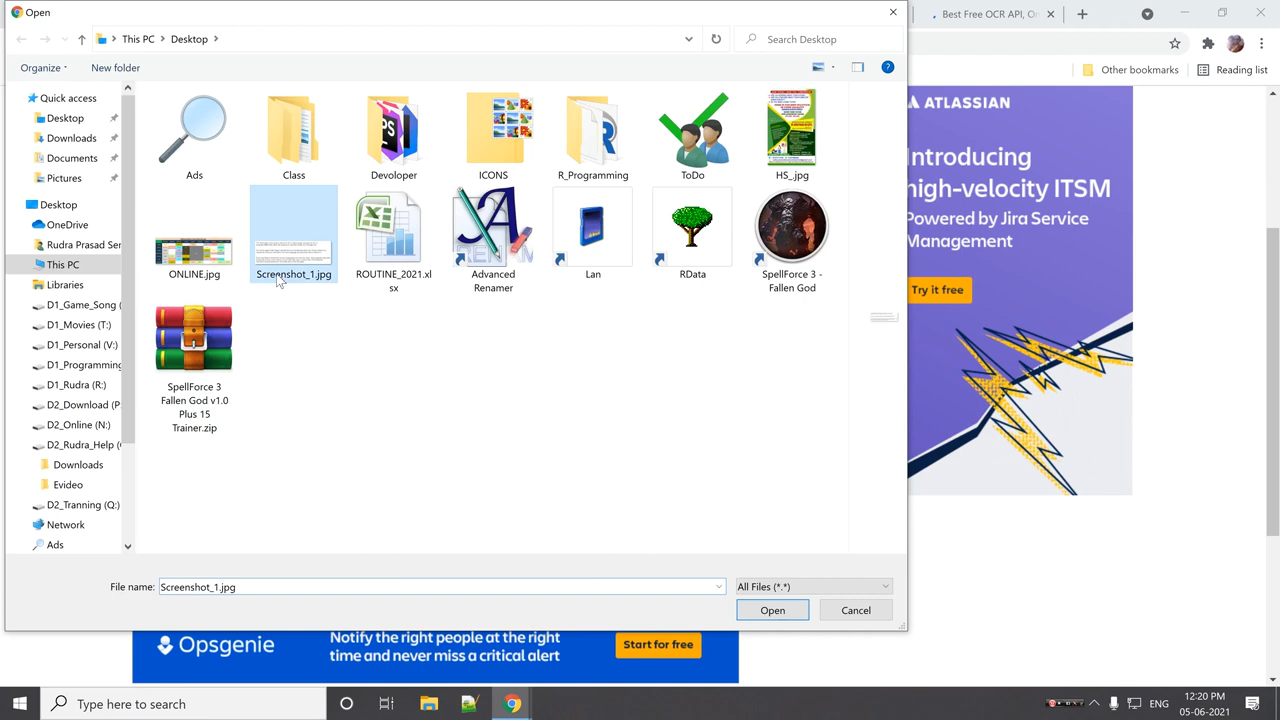 Open
Best Free OCR API, On
This PC
Desktop
Search Desktop
Organize
New folder
Other bookmarks
Reading list
Quick access
Desktop
Downloads
Documents
Pictures
Desktop
OneDrive
Rudra Prasad Ser
This PC
Libraries
D1_Game_Song (
D1_Movies (T:)
D1_Personal (V:)
D1_Programming
D1_Rudra (R:)
D2_Download (P
D2_Online (N:)
D2_Rudra_Help (
Downloads
Evideo
D2_Tranning (Q:)
Network
Ads
Ads
Class
Devoloper
ICONS
R_Programming
ToDo
HS_.jpg
ONLINE.jpg
Screenshot_1.jpg
ROUTINE_2021.xl
sx
Advanced
Renamer
Lan
RData
SpellForce 3 -
Fallen God
SpellForce 3
Fallen God v1.0
Plus 15
Trainer.zip
File name:
Screenshot_1.jpg
All Files (*.*)
Open
Cancel
ATLASSIAN
Introducing
high-velocity ITSM
Powered by Jira Service
Management
Try it free
Opsgenie
Notify the right people at the right
time and never miss a critical alert
Start for free
Type here to search
ENG
12:20 PM
05-06-2021